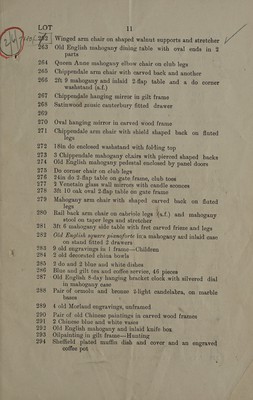 LOT 11
262 Winged arm chair on shaped walnut supports and stretcher
263 Old English mahogany dining table with oval ends in 2
parts
264 Queen Anne mahogany elbow chair on club legs
265 Chippendale arm chair with carved back and another
266 2ft 9 mahogany and inlaid 2-flap table and a do corner
washstand (a.f.)
267 Chippendale hanging mirror in gilt frame
268 Satinwood music canterbury fitted drawer
269
270 Oval hanging mirror in carved wood frame
271 Chippendale arm chair with shield shaped back on fluted
legs
272 18in do enclosed washstand with folding top
273 3 Chippendale mahogany chairs with pierced shaped backs
274 Old English mahogany pedestal enclosed by panel doors
275 Do corner chair on club legs
276 24in do 2-flap table on gate frame, club toes
277 2 Venetain glass wall mirrors with candle sconces
278 3ft 10 oak oval 2-flap table on gate frame
279 Mahogany arm chair with shaped carved back on fluted
legs
280 Rail back arm chair on cabriole legs (a.f.) and mahogany
stool on taper legs and stretcher
281 3ft 6 mahogany side table with fret carved frieze and legs
282 Old English square pianoforte in a mahogany and inlaid case
on stand fitted 2 drawers
283 9 old engravings in 1 frame—Children
284 2 old decorated china bowls
285 2 do and 2 blue and white dishes
286 Blue and gilt tea and coffee service, 46 pieces
287 Old English 8-day hanging bracket clock with silvered dial
in mahogany case
288 Pair of ormolu and bronze 5-light candelabra, on marble
bases
289 4 old Morland engravings, unframed
290 Pair of old Chinese paintings in carved wood frames
291 2 Chinese blue and white vases
292 Old English mahogany and inlaid knife box
293 Oilpainting in gilt frame—Hunting
294 Sheffield plated muffin dish and cover and an engraved
coffee pot